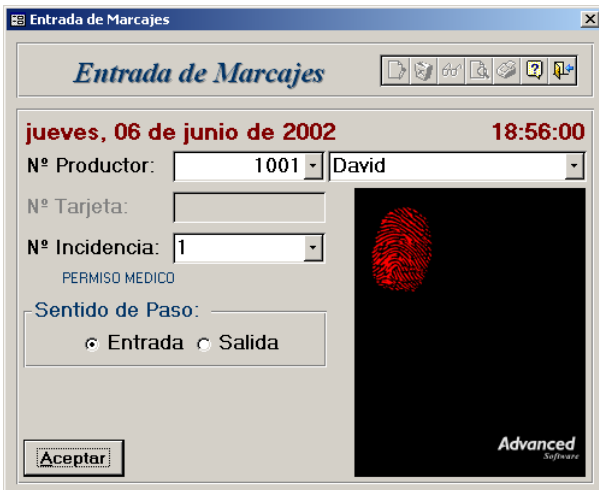 Entrada de Marcajes
Entrada de Marcajes
jueves, 06 de junio de 2002 18:56:00
Nº Productor: 1001 David
Nº Tarjeta:
Nº Incidencia: 1
PERMISO MEDICO
Sentido de Paso:
Entrada Salida
Aceptar
Advanced
Software